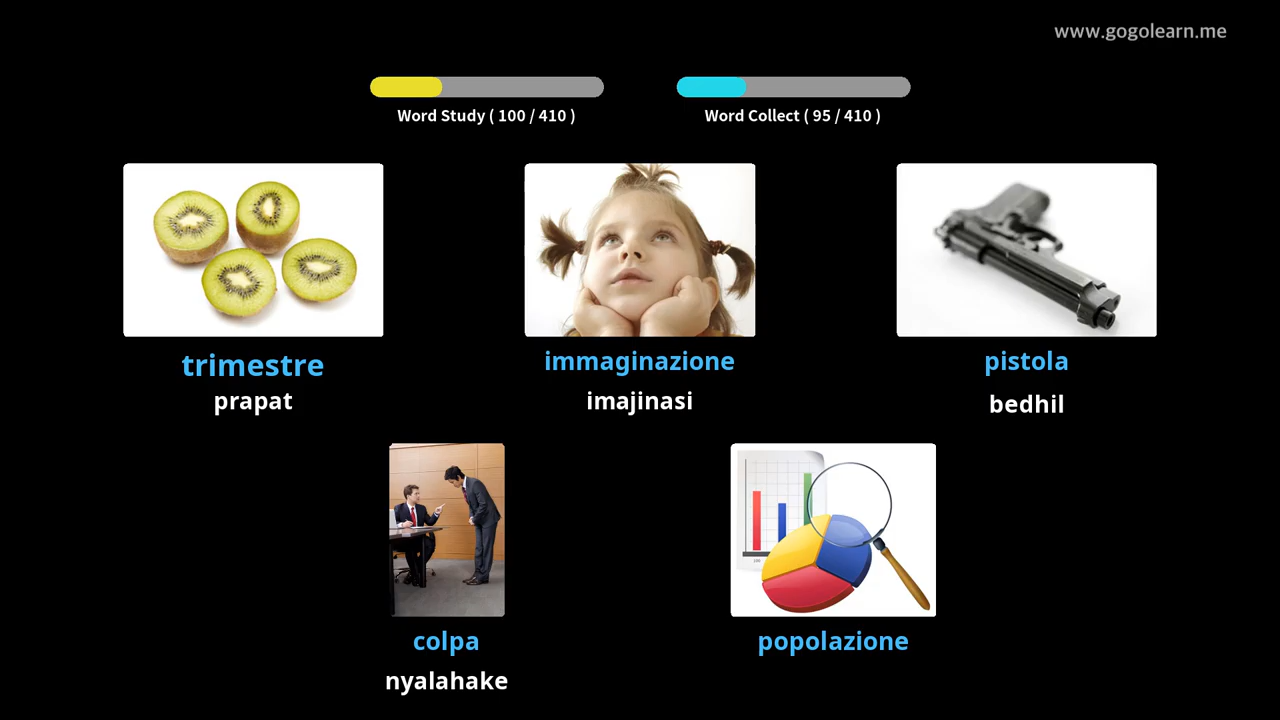 www.gogolearn.me
Word Study ( 100 / 410 )
Word Collect ( 95 / 410 )
trimestre
prapat
immaginazione
imajinasi
pistola
bedhil
colpa
nyalahake
popolazione